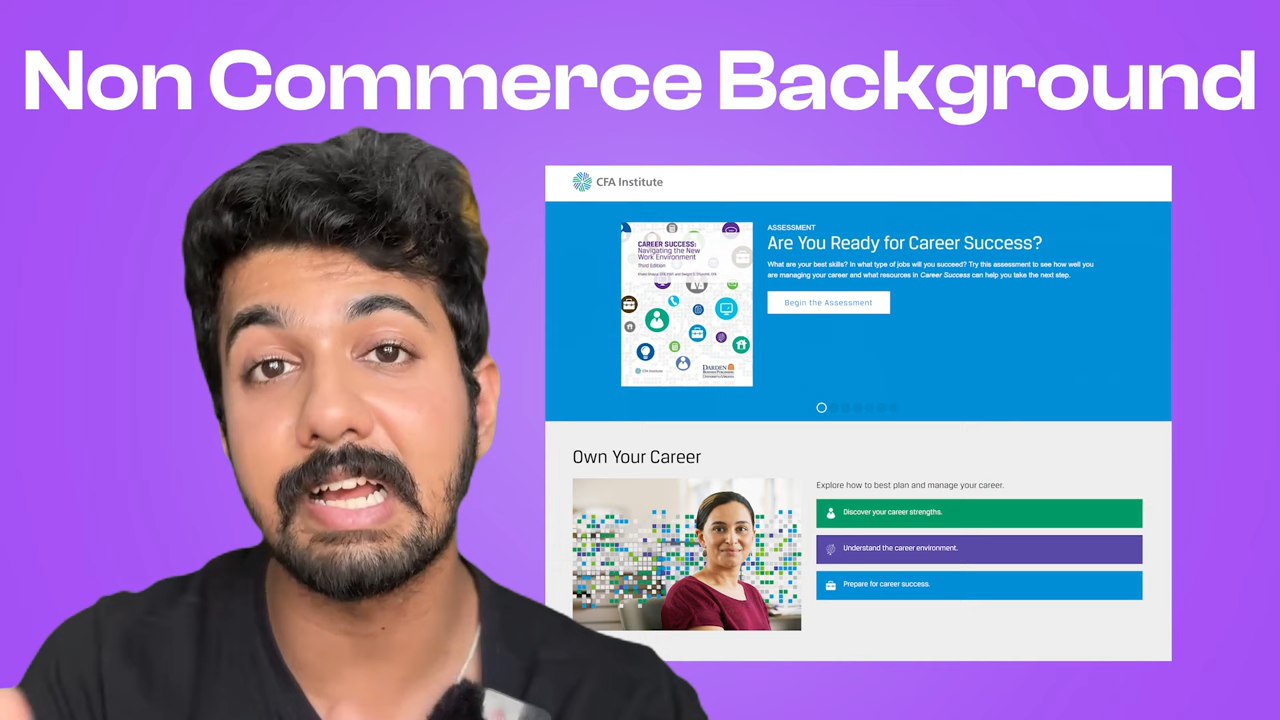 Non Commerce Background
CFA Institute
CAREER SUCCESS:
Navigating the New
Work Environment
Third Edition
CFA Institute
DARDEN
ASSESSMENT
Are You Ready for Career Success?
What are your best skills? In what type of jobs will you succeed? Try this assessment to see how well you
are managing your career and what resources in Career Success can help you take the next step.
Begin the Assessment
Own Your Career
Explore how to best plan and manage your career.
Discover your career strengths.
Understand the career environment.
Prepare for career success.